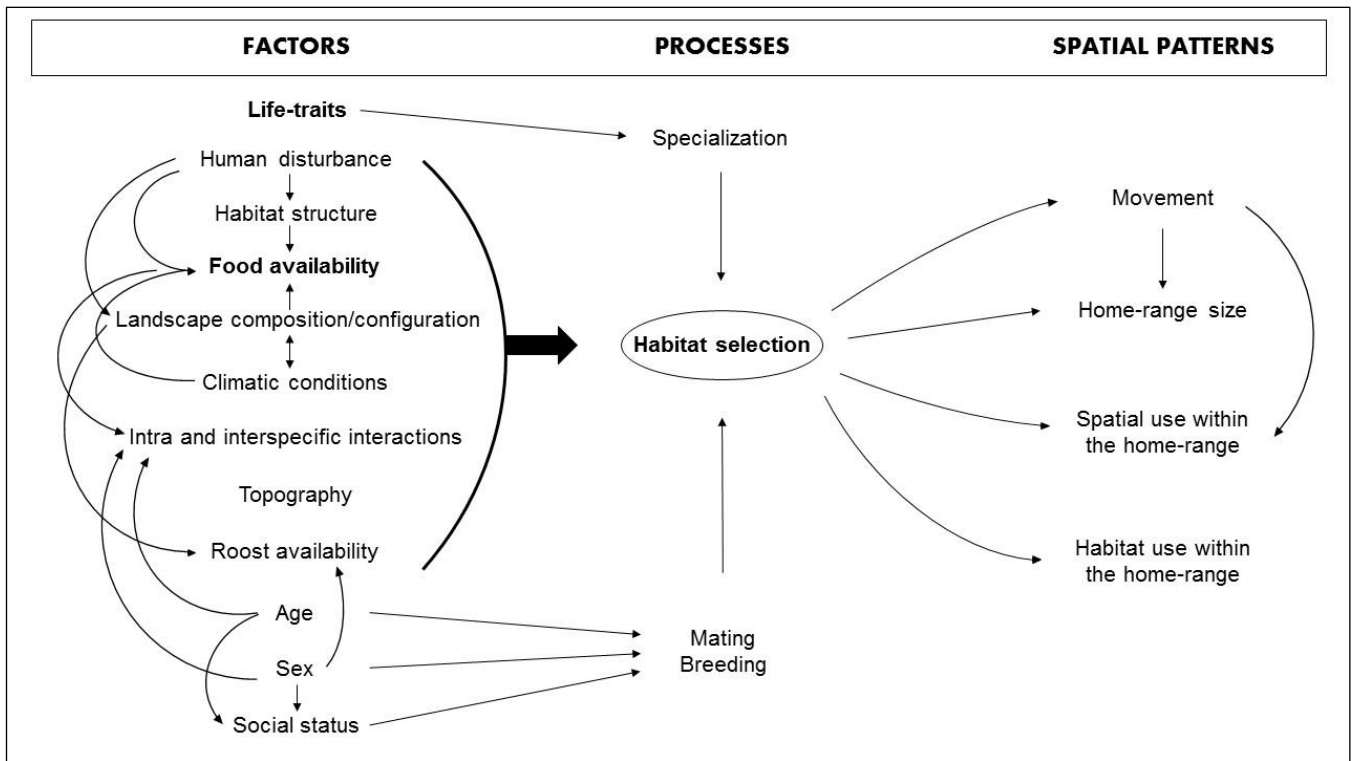 FACTORS
PROCESSES
SPATIAL PATTERNS
Life-traits
Human disturbance
Habitat structure
Food availability
Landscape composition/configuration
Climatic conditions
Intra and interspecific interactions
Topography
Roost availability
Age
Sex
Social status
Specialization
Habitat selection
Mating
Breeding
Movement
Home-range size
Spatial use within
the home-range
Habitat use within
the home-range